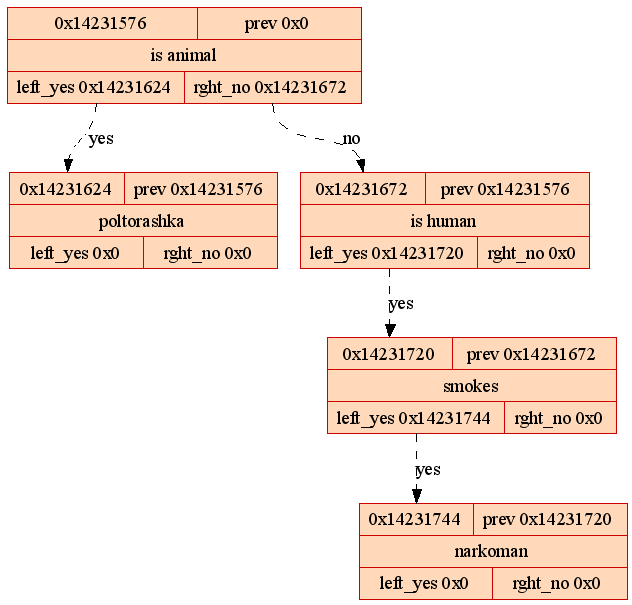 0x14231576 prev 0x0
is animal
left_yes 0x14231624 rght_no 0x14231672
yes no
0x14231624 prev 0x14231576
poltorashka
left_yes 0x0 rght_no 0x0
0x14231672 prev 0x14231576
is human
left_yes 0x14231720 rght_no 0x0
yes
0x14231720 prev 0x14231672
smokes
left_yes 0x14231744 rght_no 0x0
yes
0x14231744 prev 0x14231720
narkoman
left_yes 0x0 rght_no 0x0